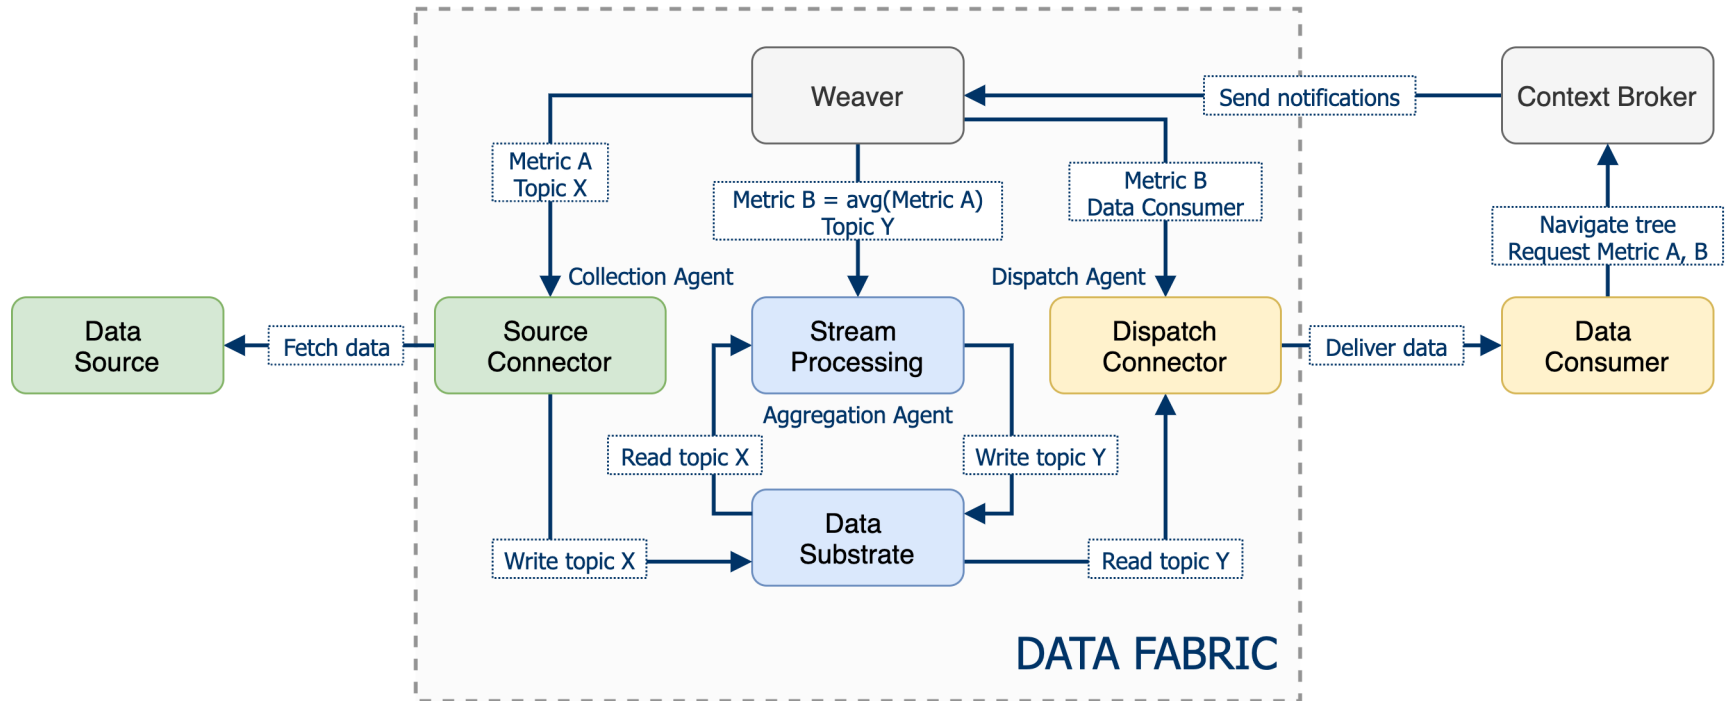 Weaver
Send notifications
Context Broker
Metric A
Topic X
Metric B = avg(Metric A)
Topic Y
Metric B
Data Consumer
Navigate tree
Request Metric A, B
Collection Agent
Dispatch Agent
Data
Source
Fetch data
Source
Connector
Stream
Processing
Dispatch
Connector
Deliver data
Data
Consumer
Aggregation Agent
Read topic X
Write topic Y
Data
Substrate
Write topic X
Read topic Y
DATA FABRIC